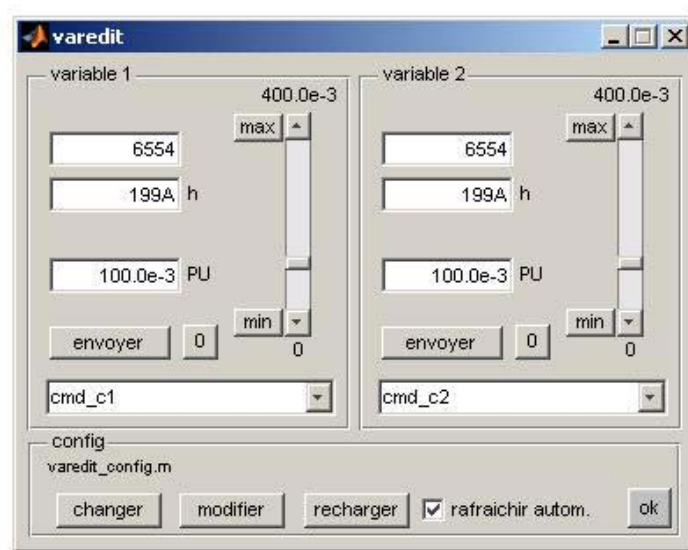 varedit
variable 1
400.0e-3
max
6554
199A h
100.0e-3 PU
min
envoyer 0
0
cmd_c1
variable 2
400.0e-3
max
6554
199A h
100.0e-3 PU
min
envoyer 0
0
cmd_c2
config
varedit_config.m
changer modifier recharger rafraichir autom. ok